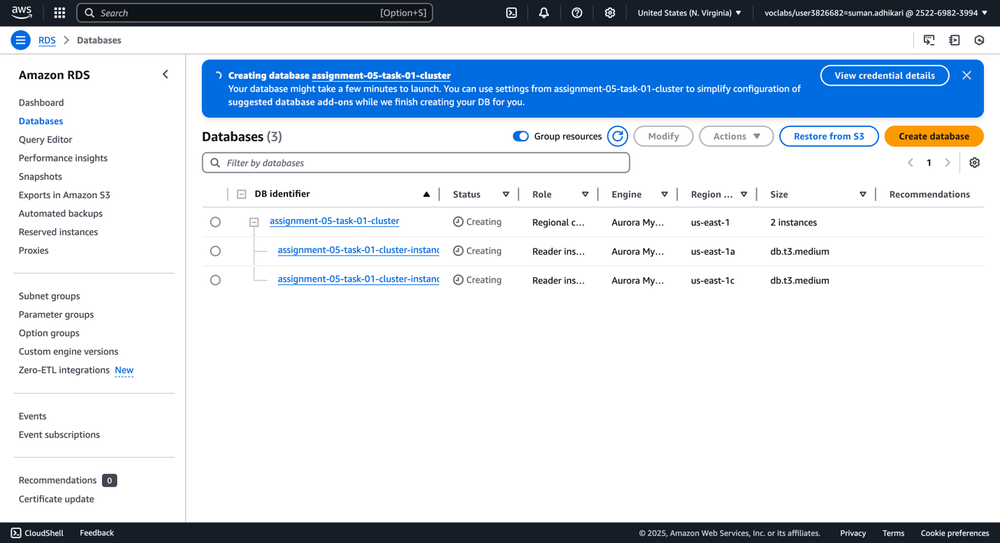 aws
Search [Option+S]
United States (N. Virginia)
voclabs/user3826682=suman.adhikari @ 2522-6982-3994
RDS
Databases
Amazon RDS
Dashboard
Databases
Query Editor
Performance insights
Snapshots
Exports in Amazon S3
Automated backups
Reserved instances
Proxies
Subnet groups
Parameter groups
Option groups
Custom engine versions
Zero-ETL integrations New
Events
Event subscriptions
Recommendations 0
Certificate update
Creating database assignment-05-task-01-cluster
Your database might take a few minutes to launch. You can use settings from assignment-05-task-01-cluster to simplify configuration of
suggested database add-ons while we finish creating your DB for you.
View credential details
Databases (3)
Group resources
Modify
Actions
Restore from S3
Create database
Filter by databases
1
DB identifier Status Role Engine Region ... Size Recommendations
assignment-05-task-01-cluster Creating Regional c... Aurora My... us-east-1 2 instances
assignment-05-task-01-cluster-instanc Creating Reader ins... Aurora My... us-east-1a db.t3.medium
assignment-05-task-01-cluster-instanc Creating Reader ins... Aurora My... us-east-1c db.t3.medium
CloudShell Feedback © 2025, Amazon Web Services, Inc. or its affiliates. Privacy Terms Cookie preferences